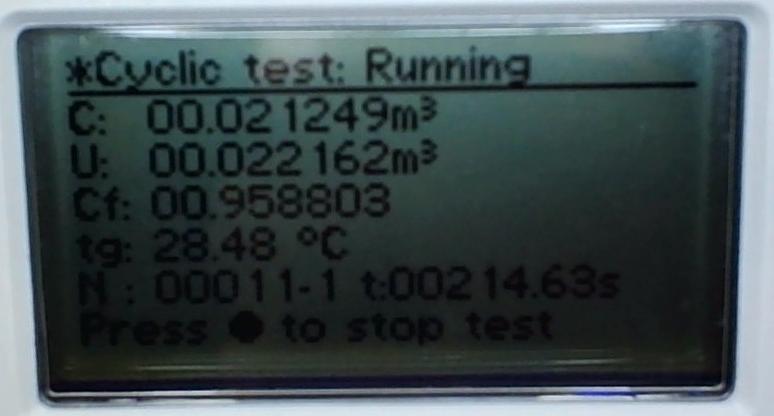 *Cyclic test: Running
C: 00.021249m³
U: 00.022162m³
Cf: 00.958803
tg: 28.48 °C
N : 00011-1 t:00214.63s
Press ● to stop test